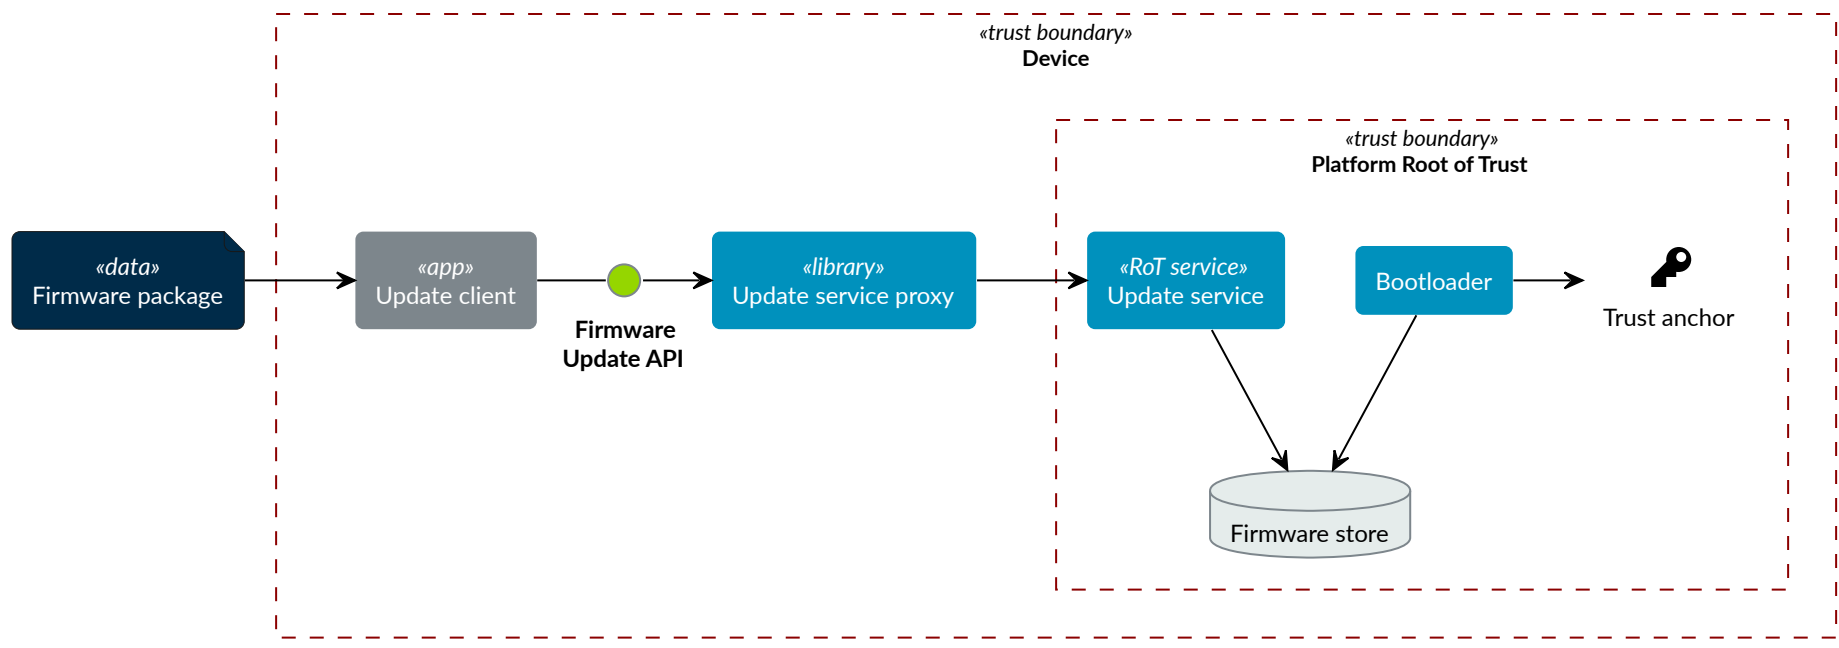 «trust boundary»
Device
«trust boundary»
Platform Root of Trust
«data»
Firmware package
«app»
Update client
Firmware
Update API
«library»
Update service proxy
«RoT service»
Update service
Bootloader
Trust anchor
Firmware store